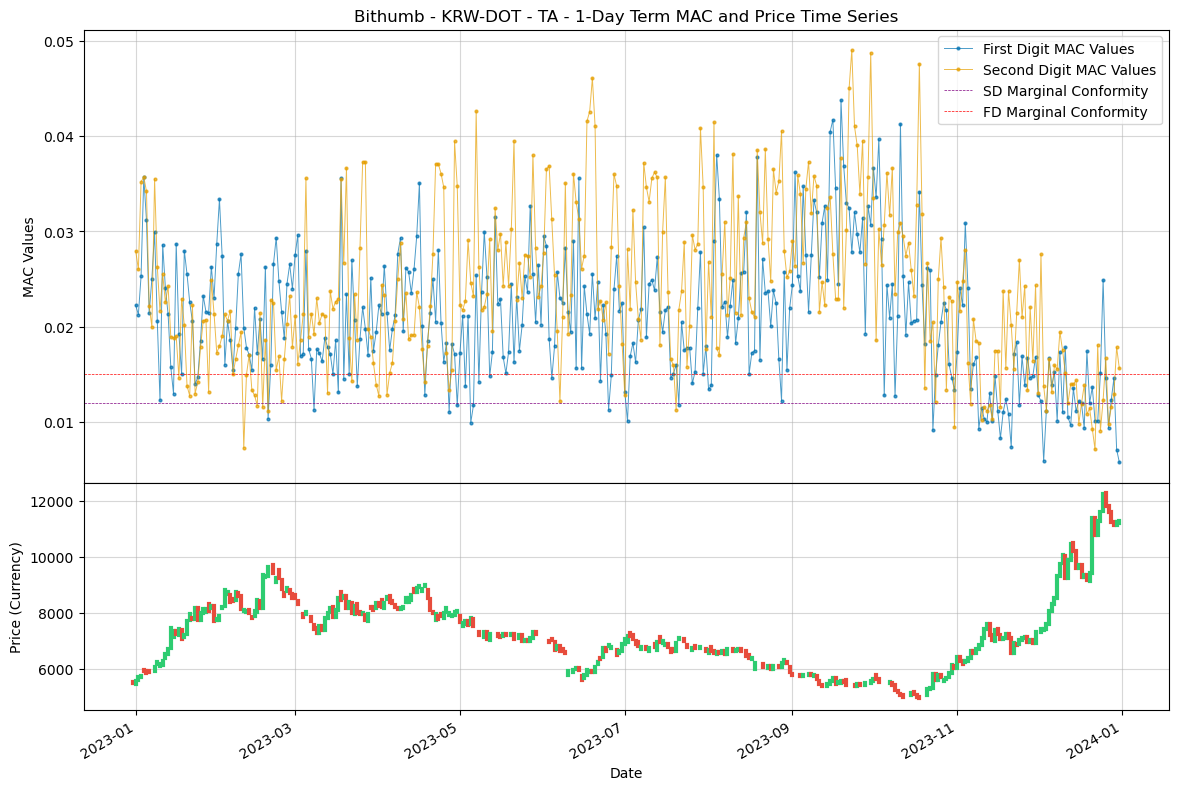 Bithumb - KRW-DOT - TA - 1-Day Term MAC and Price Time Series
First Digit MAC Values
Second Digit MAC Values
SD Marginal Conformity
FD Marginal Conformity
MAC Values
0.05
0.04
0.03
0.02
0.01
Price (Currency)
12000
10000
8000
6000
2023-01
2023-03
2023-05
2023-07
2023-09
2023-11
2024-01
Date